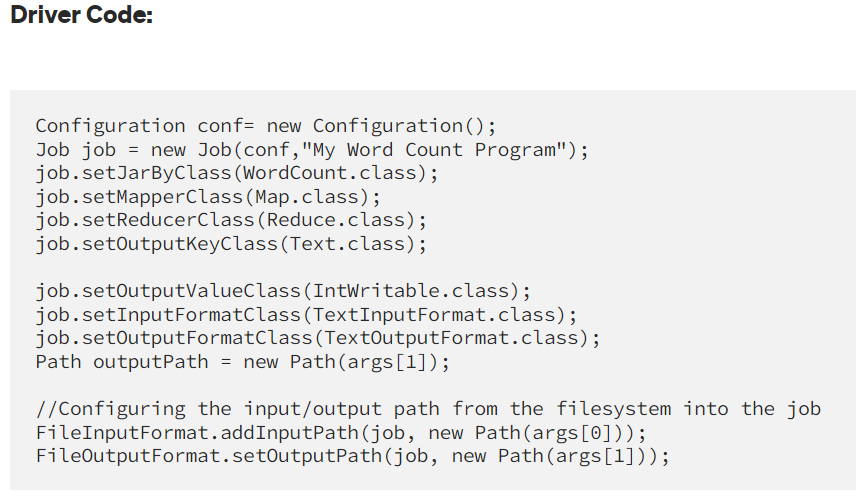 Driver Code:
Configuration conf= new Configuration();
Job job = new Job(conf,"My Word Count Program");
job.setJarByClass(WordCount.class);
job.setMapperClass(Map.class);
job.setReducerClass(Reduce.class);
job.setOutputKeyClass(Text.class);
job.setOutputValueClass(IntWritable.class);
job.setInputFormatClass(TextInputFormat.class);
job.setOutputFormatClass(TextOutputFormat.class);
Path outputPath = new Path(args[1]);
//Configuring the input/output path from the filesystem into the job
FileInputFormat.addInputPath(job, new Path(args[0]));
FileOutputFormat.setOutputPath(job, new Path(args[1]));